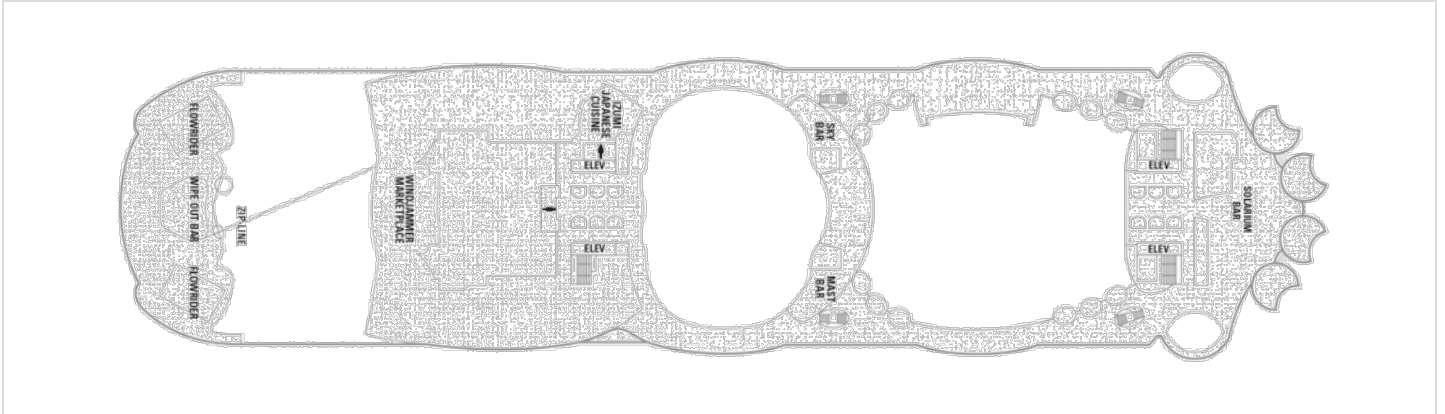 FLOWRIDER
WIPE OUT BAR
FLOWRIDER
ZIP LINE
WINDJAMMER
MARKETPLACE
IZUMI
JAPANESE
CUISINE
ELEV
ELEV
SKY
BAR
MAST
BAR
ELEV
ELEV
SOLARIUM
BAR